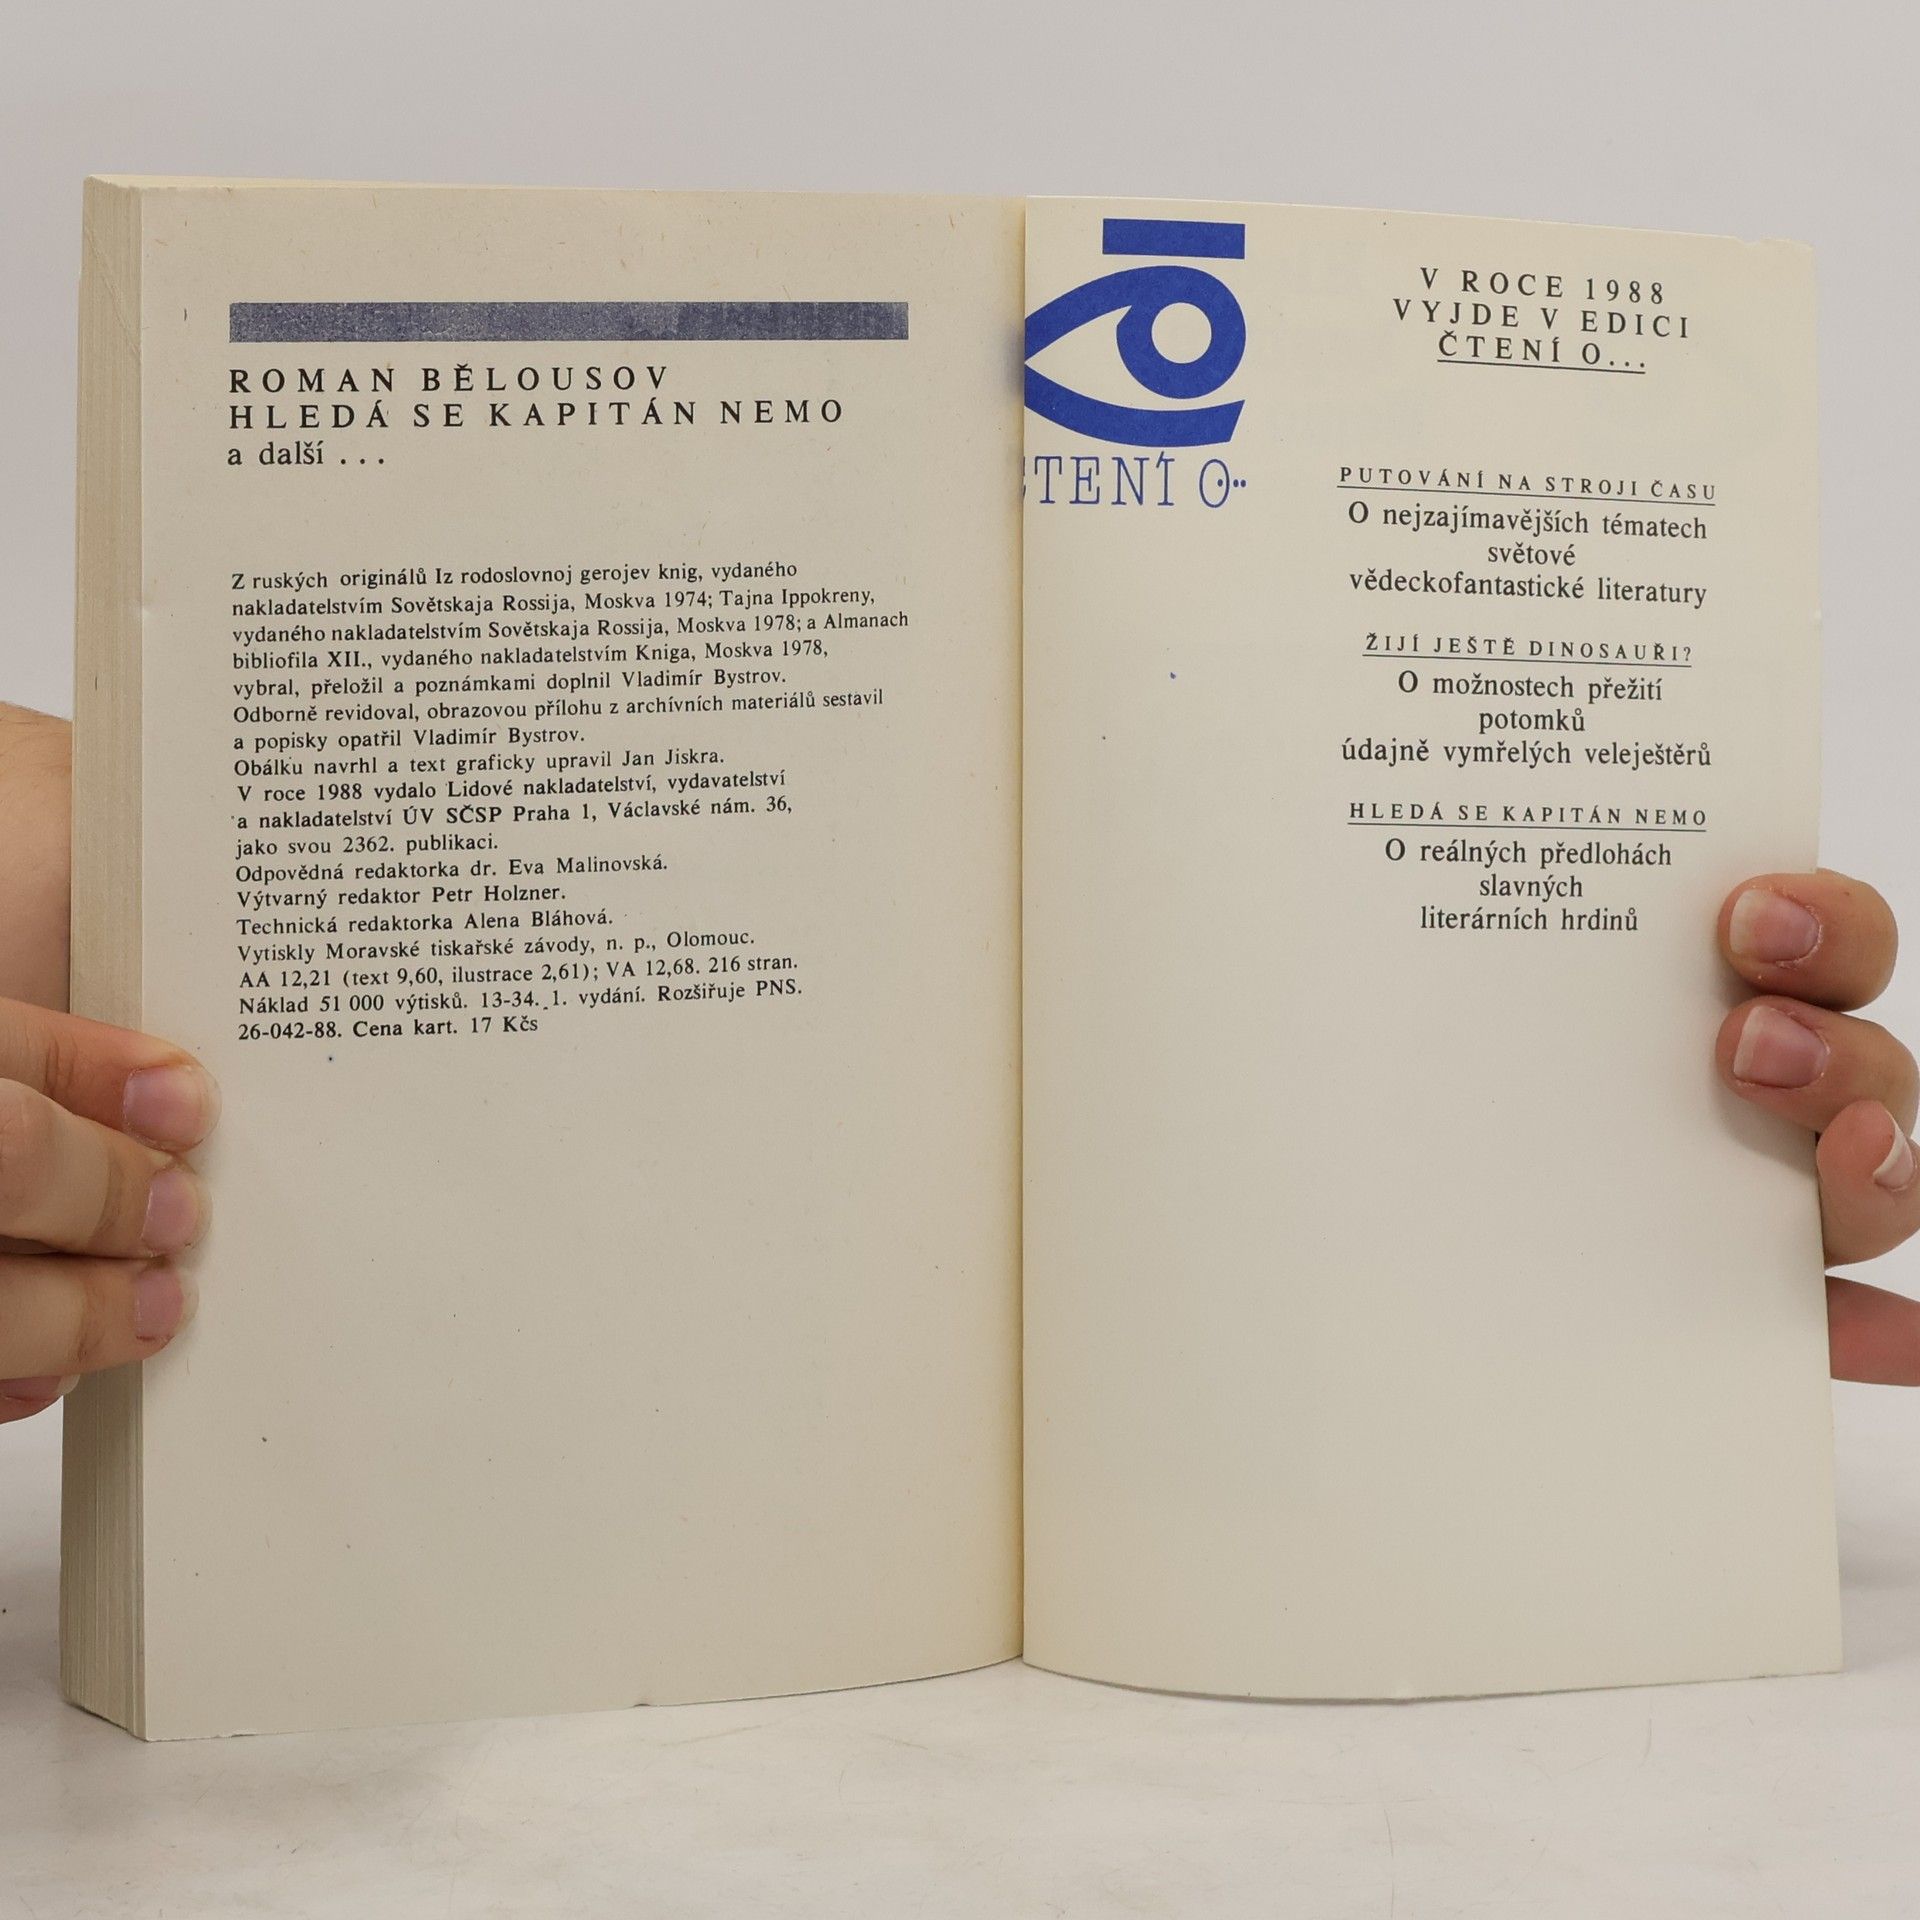 ROMAN BĚLOUSOV
HLEDÁ SE KAPITÁN NEMO
a další . . .
Z ruských originálů Iz rodoslovnoj gerojev knig, vydaného
nakladatelstvím Sovětskaja Rossija, Moskva 1974; Tajna Ippokreny,
vydaného nakladatelstvím Sovětskaja Rossija, Moskva 1978; a Almanach
bibliofila XII., vydaného nakladatelstvím Kniga, Moskva 1978,
vybral, přeložil a poznámkami doplnil Vladimír Bystrov.
Odborně revidoval, obrazovou přílohu z archívních materiálů sestavil
a popisky opatřil Vladimír Bystrov.
Obálku navrhl a text graficky upravil Jan Jiskra.
V roce 1988 vydalo Lidové nakladatelství, vydavatelství
a nakladatelství ÚV SČSP Praha 1, Václavské nám. 36,
jako svou 2362. publikaci.
Odpovědná redaktorka dr. Eva Malinovská.
Výtvarný redaktor Petr Holzner.
Technická redaktorka Alena Bláhová.
Vytiskly Moravské tiskařské závody, n. p., Olomouc.
AA 12,21 (text 9,60, ilustrace 2,61); VA 12,68. 216 stran.
Náklad 51 000 výtisků. 13-34. 1. vydání. Rozšiřuje PNS.
26-042-88. Cena kart. 17 Kčs
TENÍ O..
V ROCE 1988
VYJDE V EDICI
ČTENÍ O...
PUTOVÁNÍ NA STROJI ČASU
O nejzajímavějších tématech
světové
vědeckofantastické literatury
ŽIJÍ JEŠTĚ DINOSAUŘI?
O možnostech přežití
potomků
údajně vymřelých veleještěrů
HLEDÁ SE KAPITÁN NEMO
O reálných předlohách
slavných
literárních hrdinů